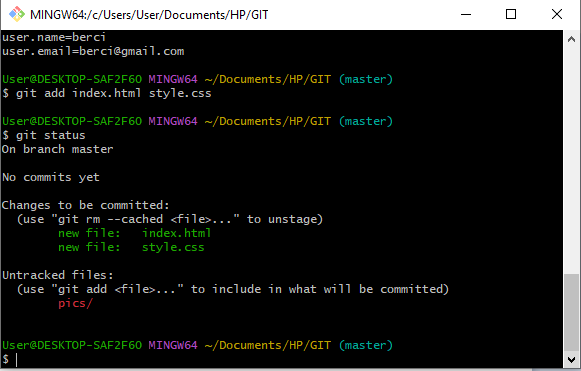 MINGW64:/c/Users/User/Documents/HP/GIT
user.name=berci
user.email=berci@gmail.com
User@DESKTOP-SAF2F6O MINGW64 ~/Documents/HP/GIT (master)
$ git add index.html style.css
User@DESKTOP-SAF2F6O MINGW64 ~/Documents/HP/GIT (master)
$ git status
On branch master
No commits yet
Changes to be committed:
  (use "git rm --cached <file>..." to unstage)
        new file:   index.html
        new file:   style.css
Untracked files:
  (use "git add <file>..." to include in what will be committed)
        pics/
User@DESKTOP-SAF2F6O MINGW64 ~/Documents/HP/GIT (master)
$